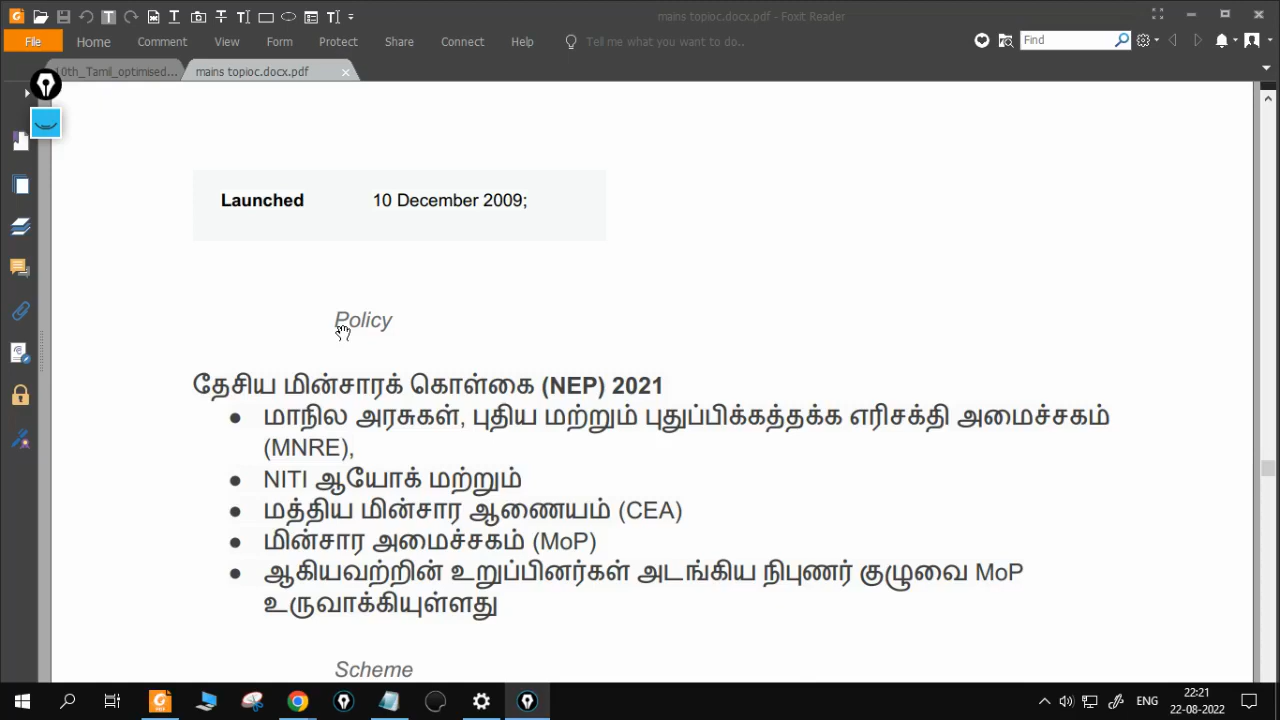 mains topioc.docx.pdf - Foxit Reader
File Home Comment View Form Protect Share Connect Help Tell me what you want to do.. Find
10th_Tamil_optimised... mains topioc.docx.pdf
Launched 10 December 2009;
Policy
தேசிய மின்சாரக் கொள்கை (NEP) 2021
● மாநில அரசுகள், புதிய மற்றும் புதுப்பிக்கத்தக்க எரிசக்தி அமைச்சகம்
(MNRE),
● NITI ஆயோக் மற்றும்
● மத்திய மின்சார ஆணையம் (CEA)
● மின்சார அமைச்சகம் (MoP)
● ஆகியவற்றின் உறுப்பினர்கள் அடங்கிய நிபுணர் குழுவை MoP
உருவாக்கியுள்ளது
Scheme
ENG
22:21
22-08-2022